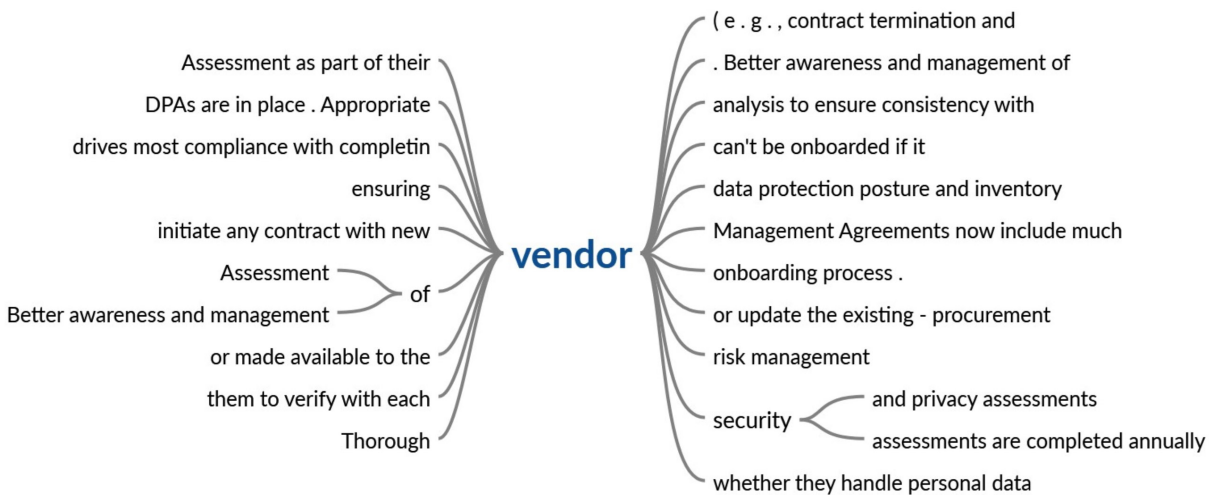 Assessment as part of their
DPAs are in place . Appropriate
drives most compliance with completin
ensuring
initiate any contract with new
Assessment
Better awareness and management
of
or made available to the
them to verify with each
Thorough
vendor
( e . g . , contract termination and
. Better awareness and management of
analysis to ensure consistency with
can't be onboarded if it
data protection posture and inventory
Management Agreements now include much
onboarding process .
or update the existing - procurement
risk management
security
and privacy assessments
assessments are completed annually
whether they handle personal data